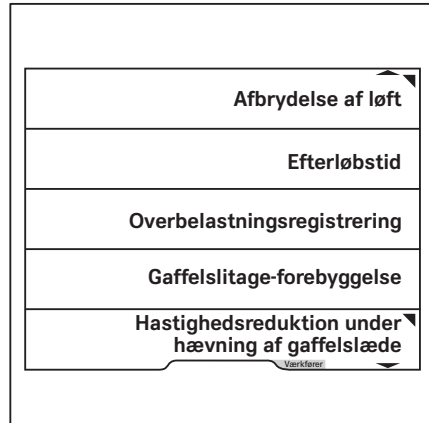 Afbrydelse af løft
Efterløbstid
Overbelastningsregistrering
Gaffelslitage-forebyggelse
Hastighedsreduktion under
hævning af gaffelslæde
Værkfører